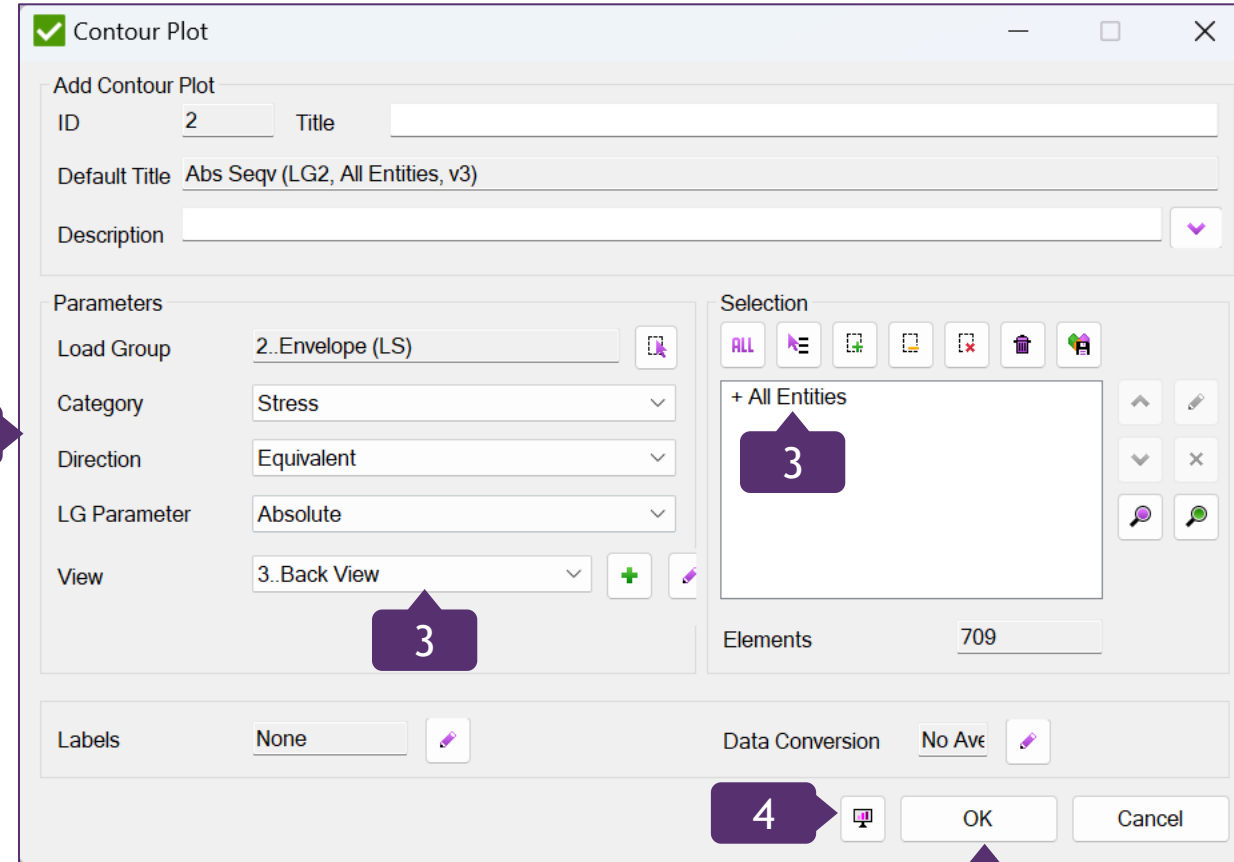 Contour Plot
Add Contour Plot
ID 2 Title
Default Title Abs Seqv (LG2, All Entities, v3)
Description
Parameters
Load Group 2..Envelope (LS)
Category Stress
Direction Equivalent
LG Parameter Absolute
View 3..Back View
3
Selection
ALL
+ All Entities
3
Elements 709
Labels None
Data Conversion No Ave
4 OK Cancel